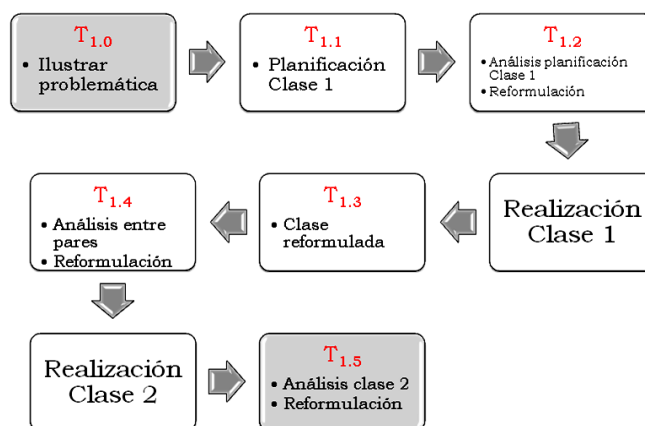 T1.0
• Ilustrar
problemática
T1.1
• Planificación
Clase 1
T1.2
• Análisis planificación
Clase 1
• Reformulación
Realización
Clase 1
T1.3
• Clase
reformulada
T1.4
• Análisis entre
pares
• Reformulación
Realización
Clase 2
T1.5
• Análisis clase 2
• Reformulación